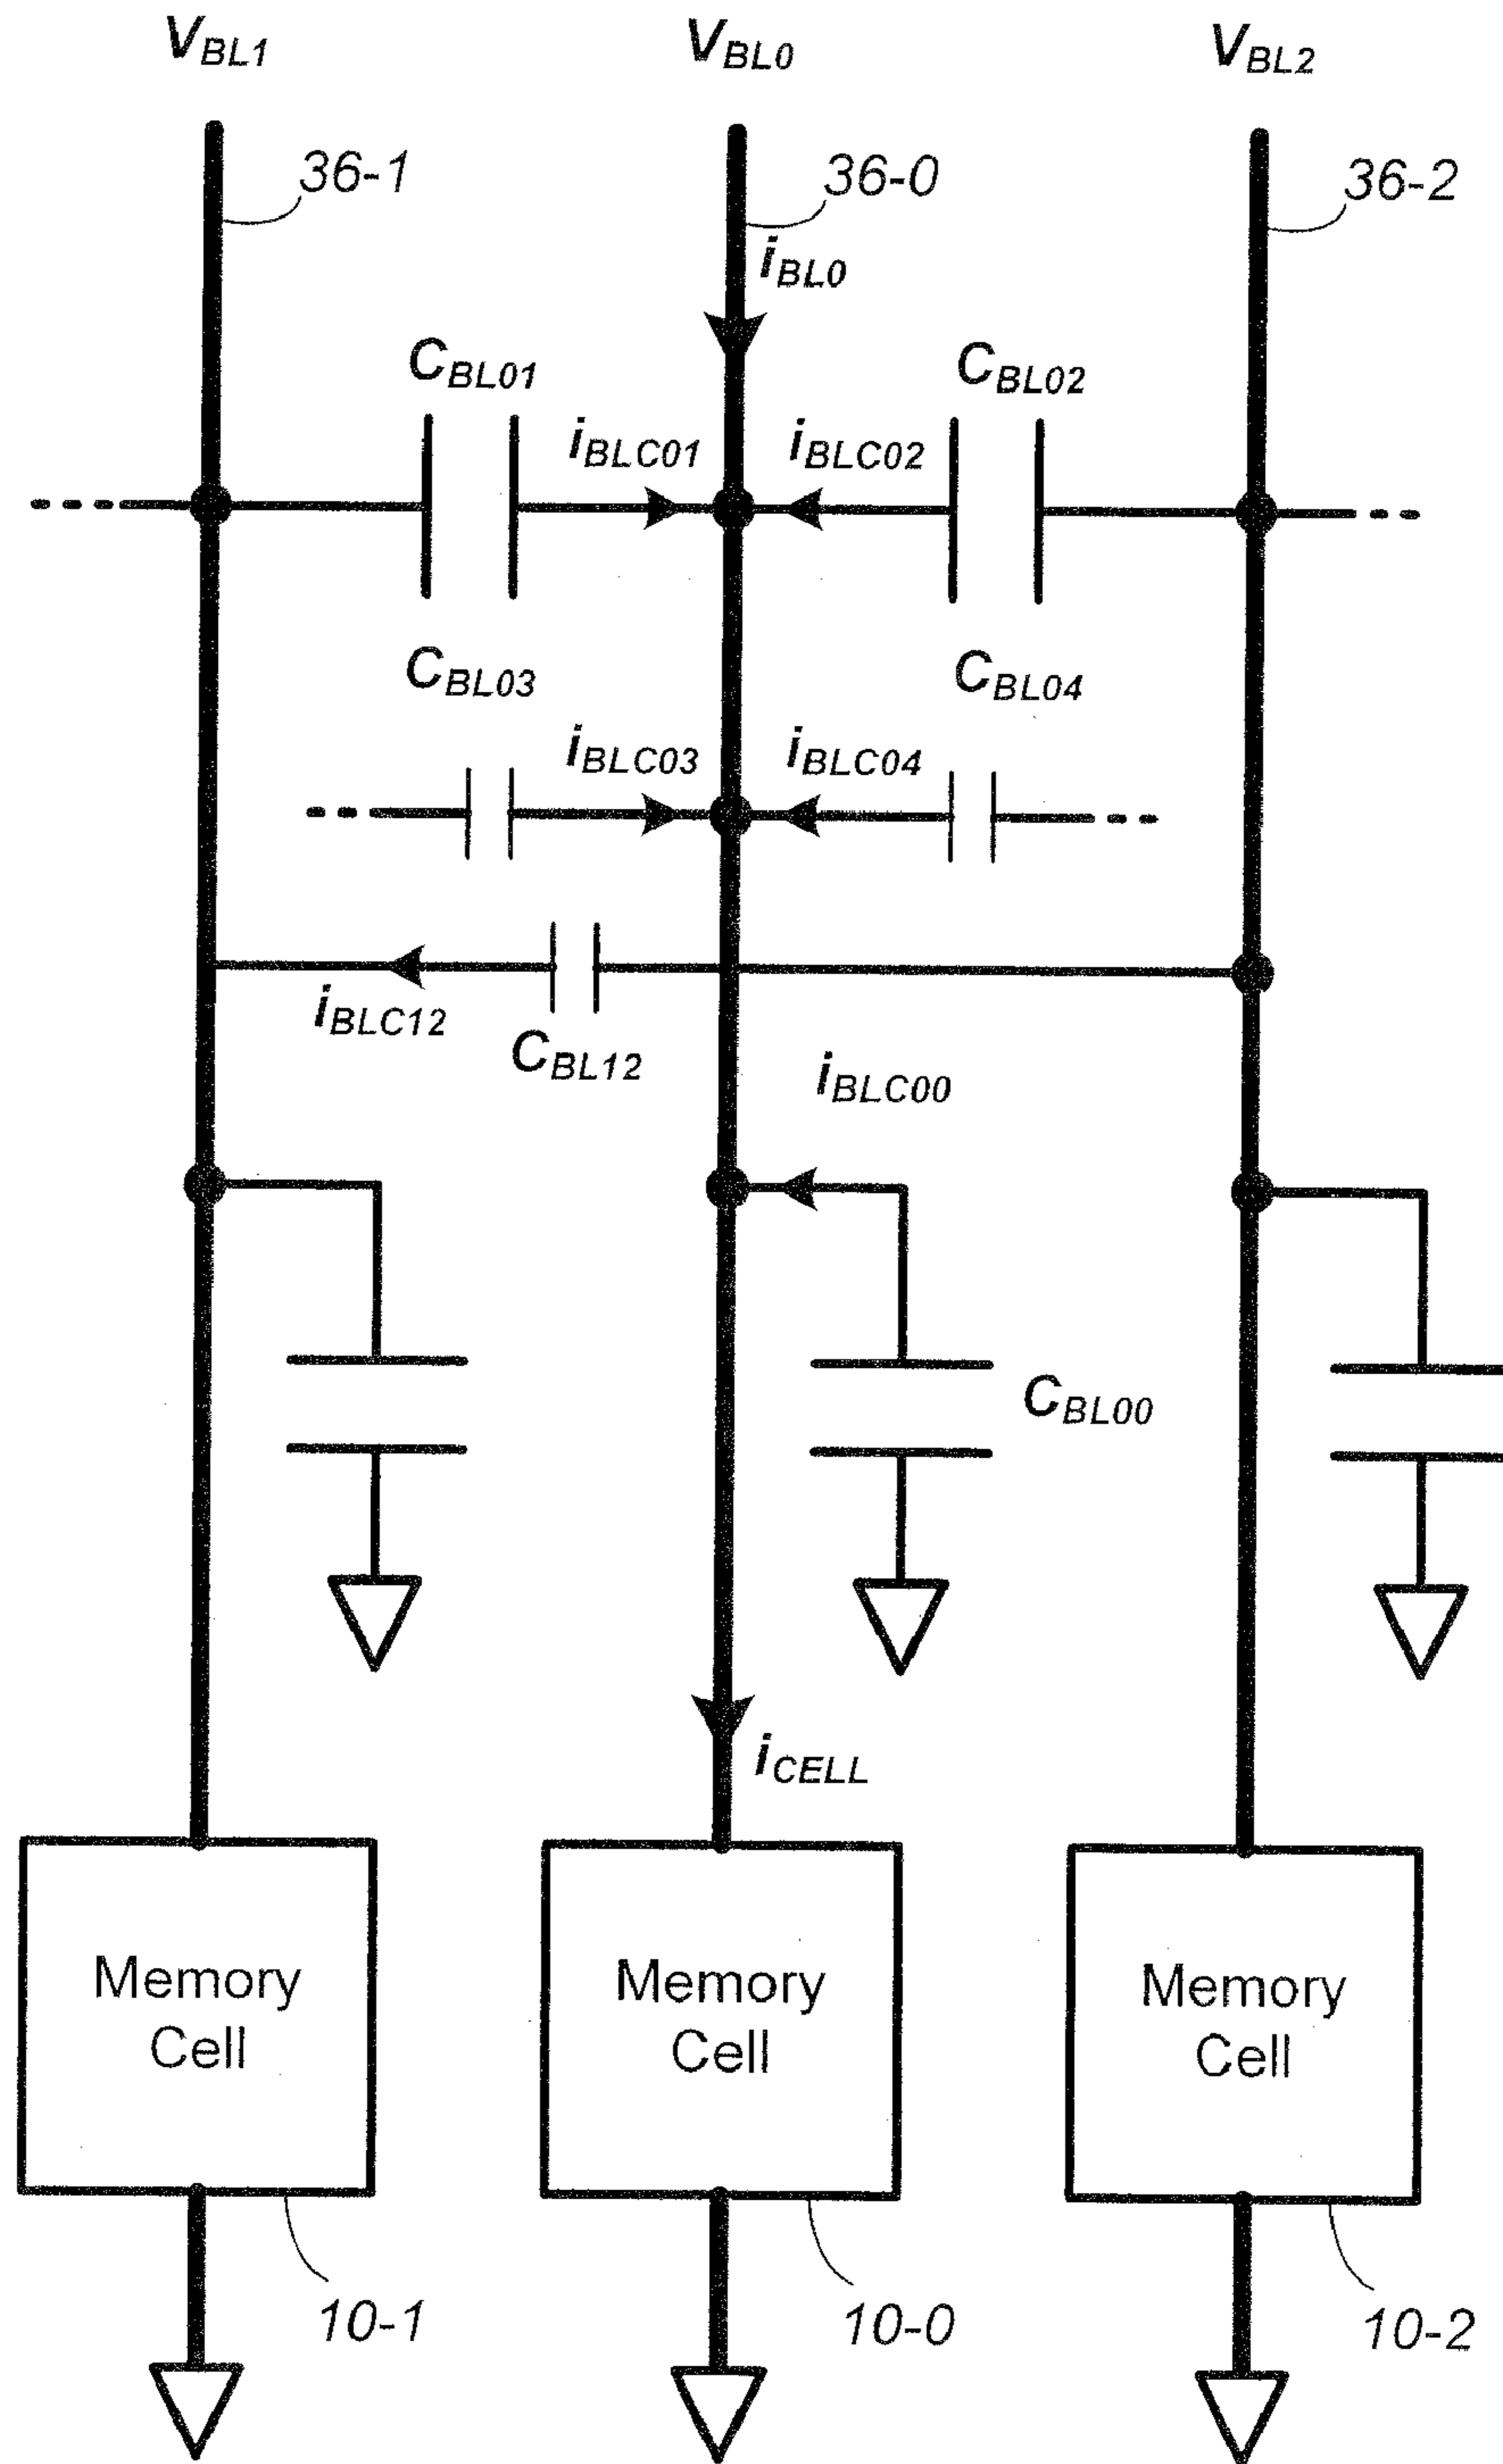 VBL1
VBL0
VBL2
36-1
36-0
36-2
iBL0
CBL01
CBL02
iBLC01
iBLC02
CBL03
CBL04
iBLC03
iBLC04
iBLC12
CBL12
iBLC00
CBL00
iCELL
Memory
Cell
Memory
Cell
Memory
Cell
10-1
10-0
10-2